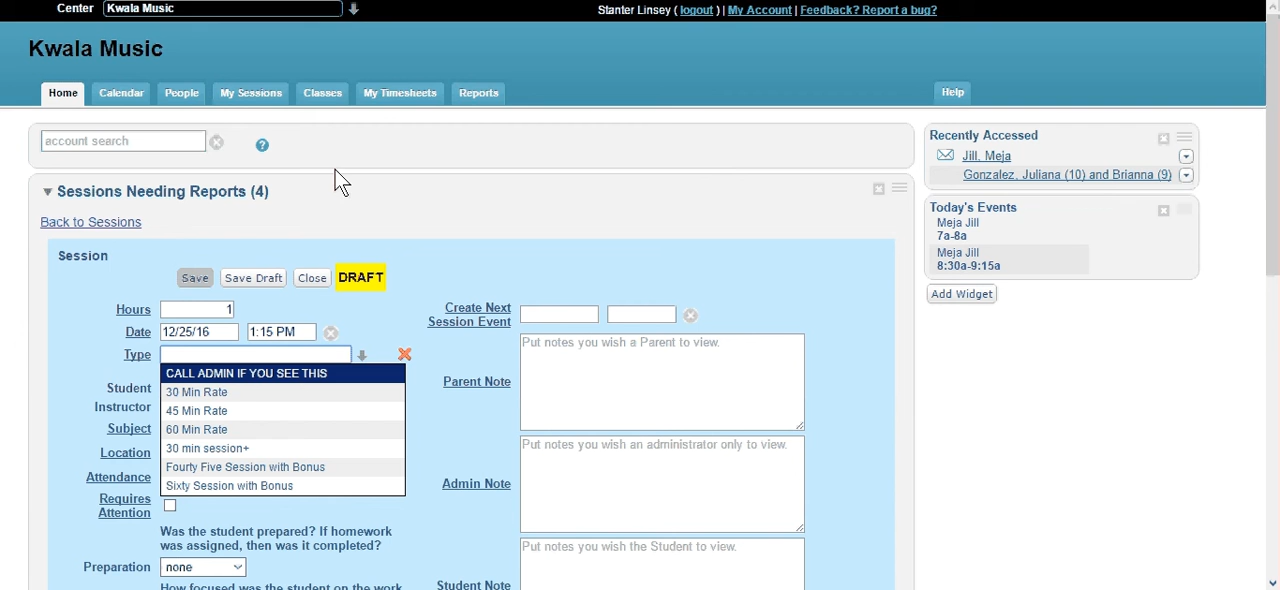 Center Kwala Music Stanter Linsey ( logout ) | My Account | Feedback? Report a bug?
Kwala Music
Home Calendar People My Sessions Classes My Timesheets Reports Help
account search ?
Recently Accessed
Jill, Meja
Gonzalez, Juliana (10) and Brianna (9)
Today's Events
Meja Jill
7a-8a
Meja Jill
8:30a-9:15a
Add Widget
Sessions Needing Reports (4)
Back to Sessions
Session
Save Save Draft Close DRAFT
Hours 1
Date 12/25/16 1:15 PM
Type
CALL ADMIN IF YOU SEE THIS
30 Min Rate
45 Min Rate
60 Min Rate
30 min session+
Fourty Five Session with Bonus
Sixty Session with Bonus
Student
Instructor
Subject
Location
Attendance
Requires
Attention
Was the student prepared? If homework
was assigned, then was it completed?
Preparation none
How focused was the student on the work
Create Next
Session Event
Parent Note Put notes you wish a Parent to view.
Admin Note Put notes you wish an administrator only to view.
Student Note Put notes you wish the Student to view.